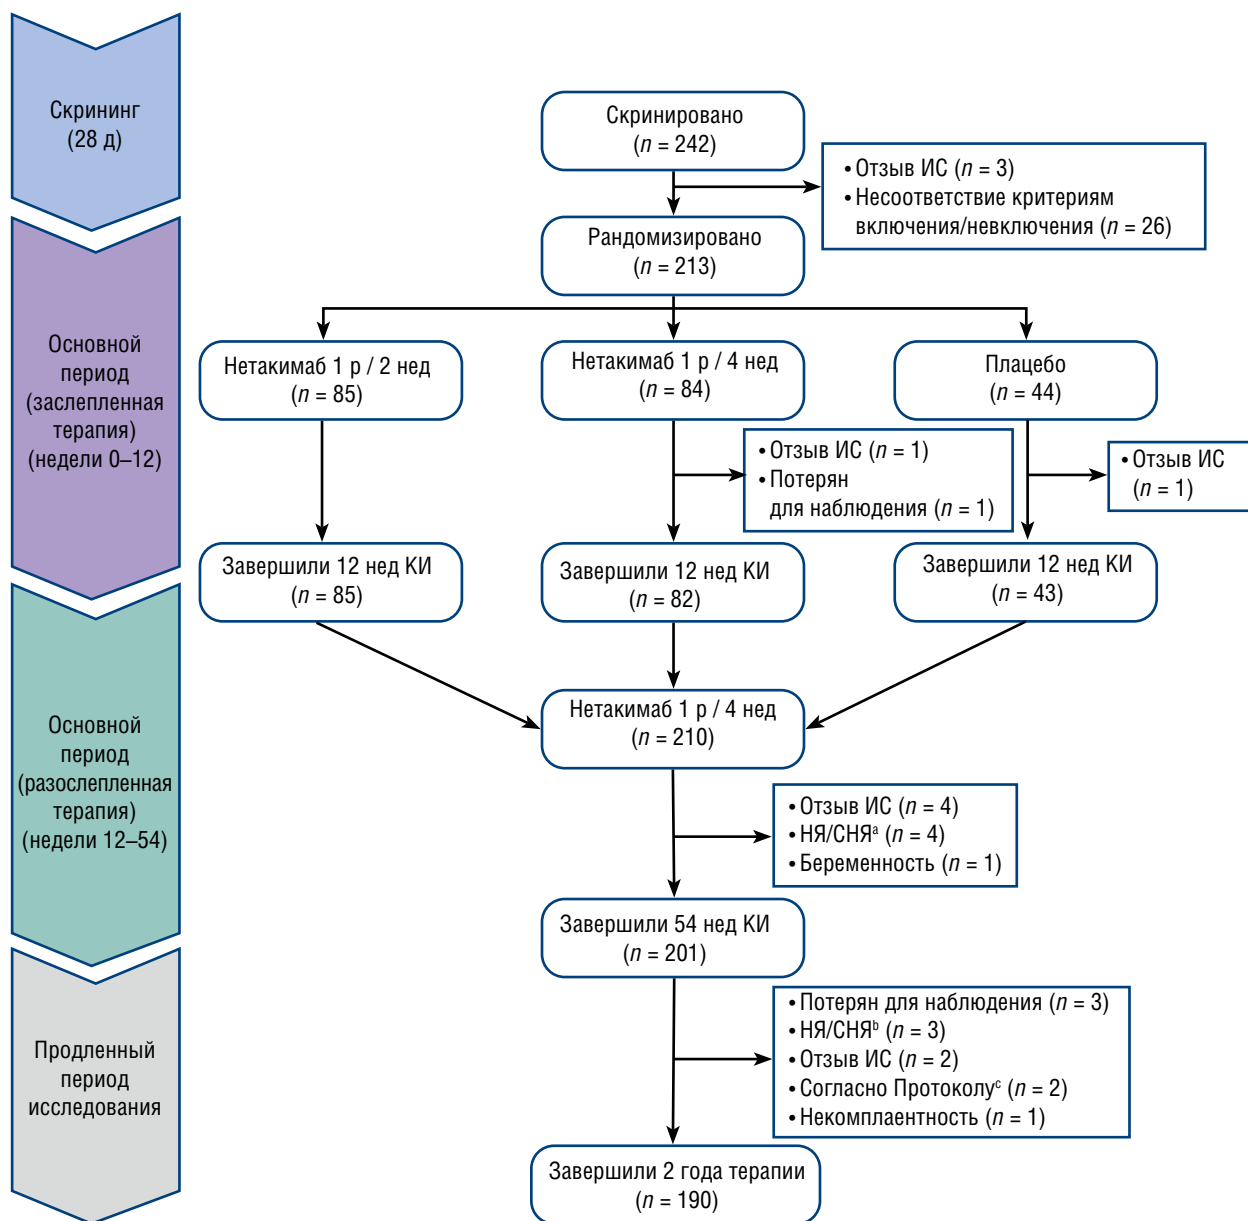 Скрининг
(28 д)
Скринировано
(n = 242)
• Отзыв ИС (n = 3)
• Несоответствие критериям
включения/невключения (n = 26)
Рандомизировано
(n = 213)
Основной
период
(заслепленная
терапия)
(недели 0–12)
Нетакимаб 1 р / 2 нед
(n = 85)
Нетакимаб 1 р / 4 нед
(n = 84)
Плацебо
(n = 44)
• Отзыв ИС (n = 1)
• Потерян
для наблюдения (n = 1)
• Отзыв ИС
(n = 1)
Завершили 12 нед КИ
(n = 85)
Завершили 12 нед КИ
(n = 82)
Завершили 12 нед КИ
(n = 43)
Основной
период
(разослепленная
терапия)
(недели 12–54)
Нетакимаб 1 р / 4 нед
(n = 210)
• Отзыв ИС (n = 4)
• НЯ/СНЯᵃ (n = 4)
• Беременность (n = 1)
Завершили 54 нед КИ
(n = 201)
Продленный
период
исследования
• Потерян для наблюдения (n = 3)
• НЯ/СНЯᵇ (n = 3)
• Отзыв ИС (n = 2)
• Согласно Протоколуᶜ (n = 2)
• Некомплаентность (n = 1)
Завершили 2 года терапии
(n = 190)